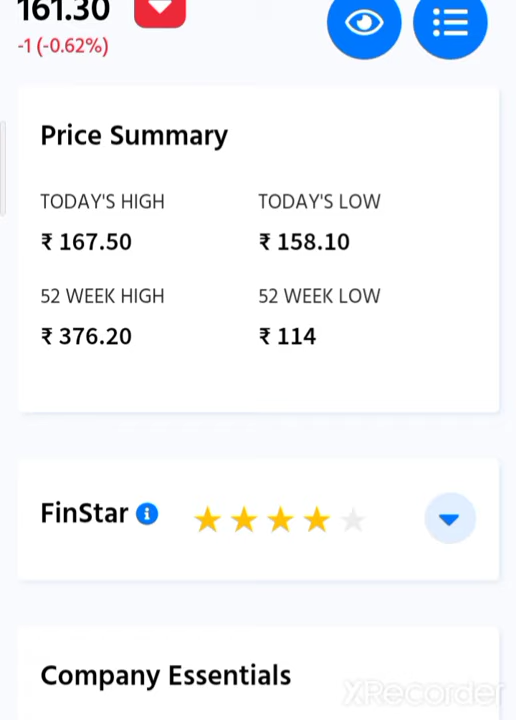 161.30
-1 (-0.62%)
Price Summary
TODAY'S HIGH TODAY'S LOW
₹ 167.50 ₹ 158.10
52 WEEK HIGH 52 WEEK LOW
₹ 376.20 ₹ 114
FinStar
Company Essentials
XRecorder